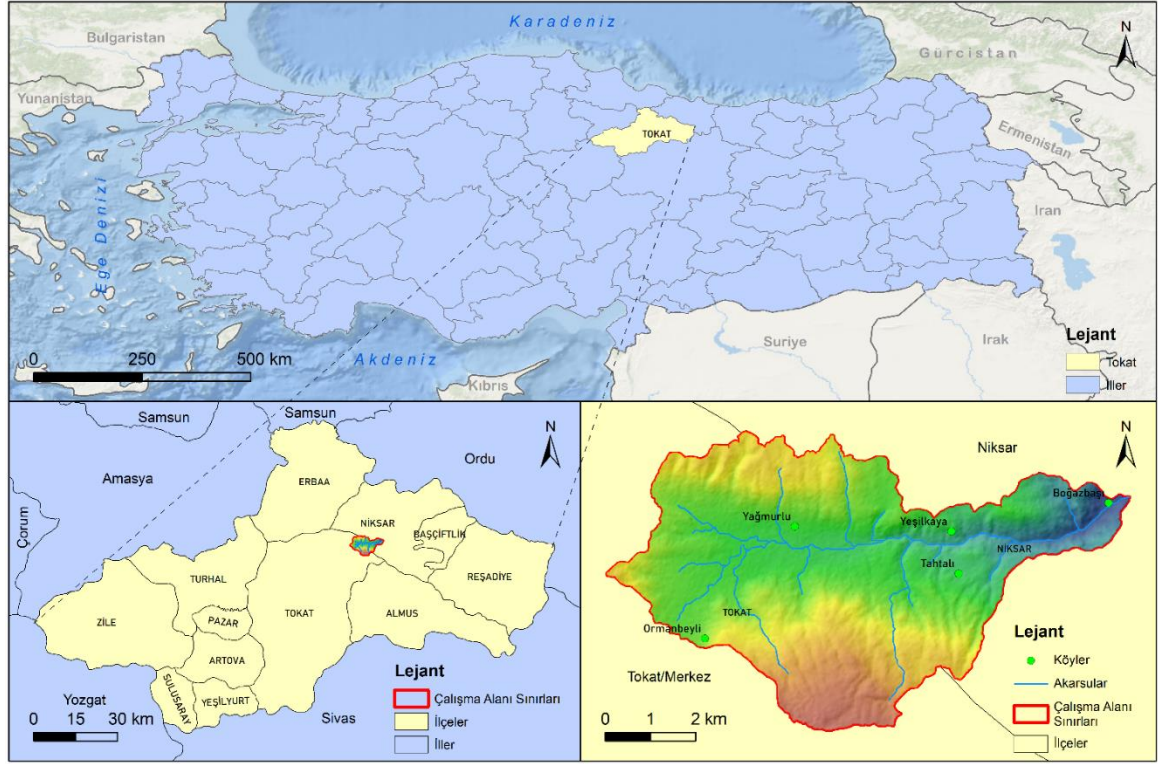 Karadeniz
Bulgaristan
N
Gürcistan
Yunanistan
TOKAT
Ermenistan
Ege Denizi
Iran
Suriye
Irak
Akdeniz
Kıbrıs
0 250 500 km
Lejant
Tokat
İller
Samsun
Samsun
N
Ordu
Amasya
Çorum
ERBAA
NİKSAR
BAŞÇİFTLİK
REŞADİYE
TURHAL
ZİLE
PAZAR
TOKAT
ALMUS
ARTOVA
SULUSARAY
YEŞİLYURT
Yozgat
Sivas
0 15 30 km
Lejant
Çalışma Alanı Sınırları
İlçeler
İller
N
Niksar
Boğazbaşı
Yağmurlu
Yeşilkaya
NİKSAR
Tahtalı
TOKAT
Ormanbeyli
Tokat/Merkez
0 1 2 km
Lejant
Köyler
Akarsular
Çalışma Alanı
Sınırları
İlçeler